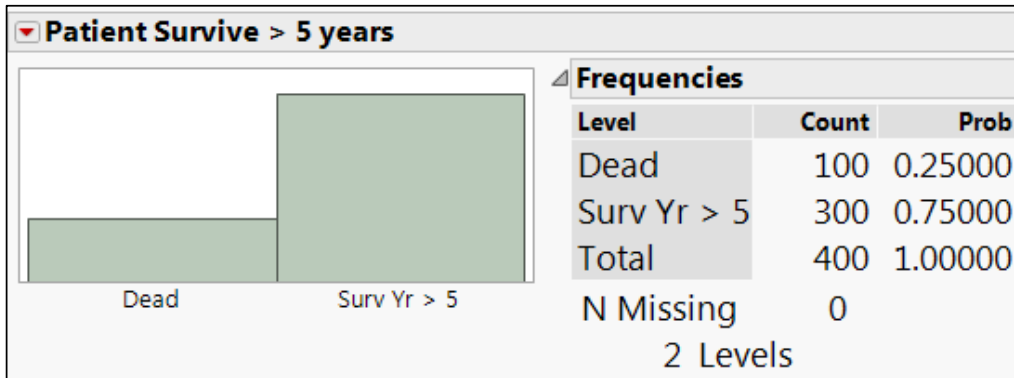 Patient Survive > 5 years
Dead Surv Yr > 5
Frequencies
Level Count Prob
Dead 100 0.25000
Surv Yr > 5 300 0.75000
Total 400 1.00000
N Missing 0
2 Levels